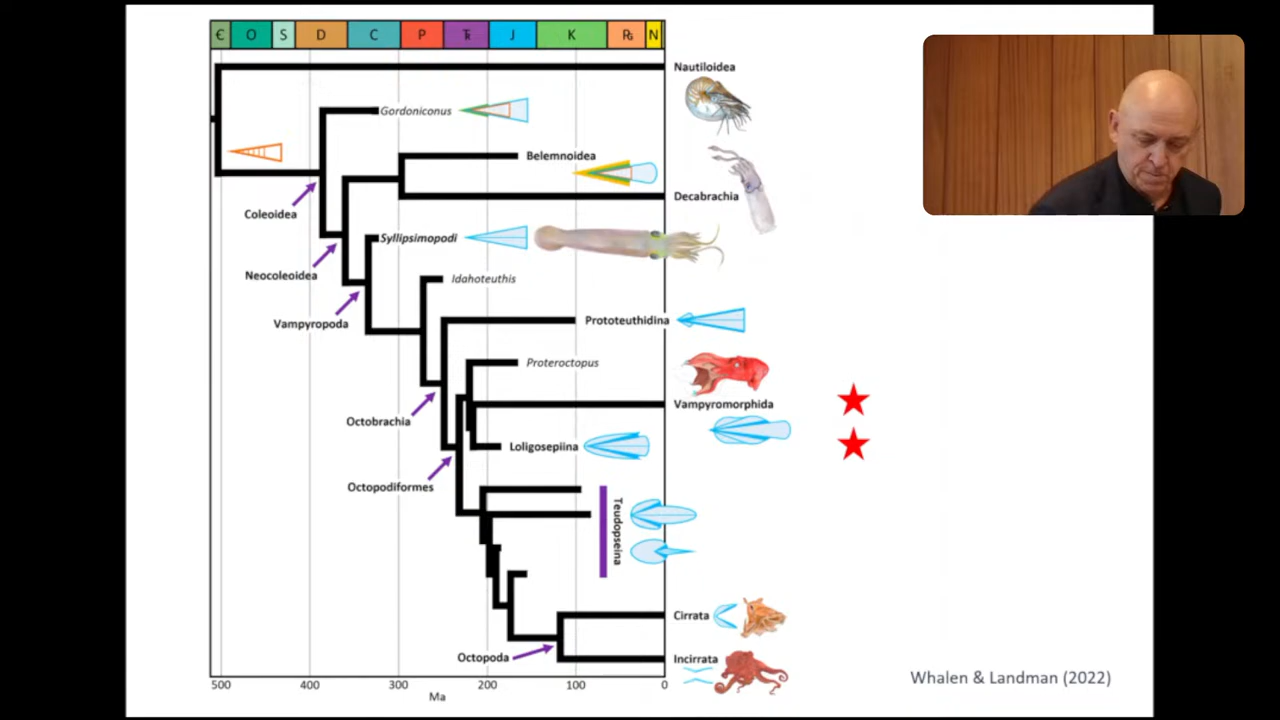 Ꞓ O S D C P Ꞃ J K Pg N
Nautiloidea
Gordoniconus
Belemnoidea
Decabrachia
Coleoidea
Syllipsimopodi
Neocoleoidea
Idahoteuthis
Vampyropoda
Prototeuthidina
Proteroctopus
Vampyromorphida
Octobrachia
Loligosepiina
Octopodiformes
Teudopseina
Cirrata
Octopoda
Incirrata
500 400 300 200 100 0
Ma
Whalen & Landman (2022)